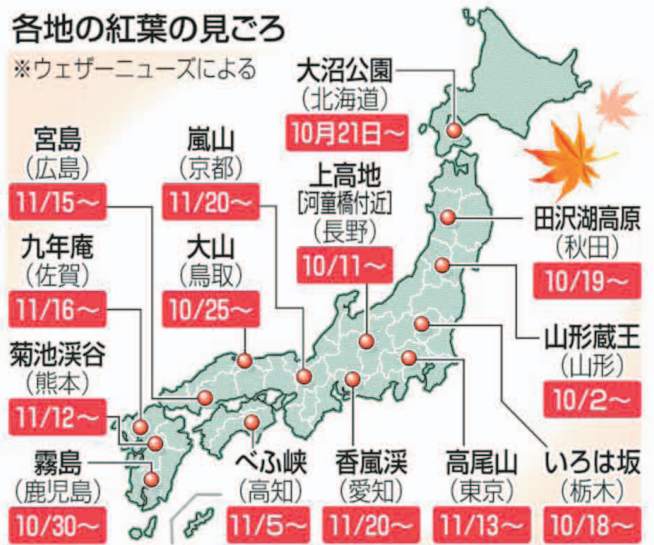 各地の紅葉の見ごろ
※ウェザーニューズによる
大沼公園
(北海道)
10月21日～
宮島
(広島)
11/15～
嵐山
(京都)
11/20～
上高地
[河童橋付近]
(長野)
10/11～
田沢湖高原
(秋田)
10/19～
九年庵
(佐賀)
11/16～
大山
(鳥取)
10/25～
山形蔵王
(山形)
10/2～
菊池渓谷
(熊本)
11/12～
霧島
(鹿児島)
10/30～
べふ峡
(高知)
11/5～
香嵐渓
(愛知)
11/20～
高尾山
(東京)
11/13～
いろは坂
(栃木)
10/18～